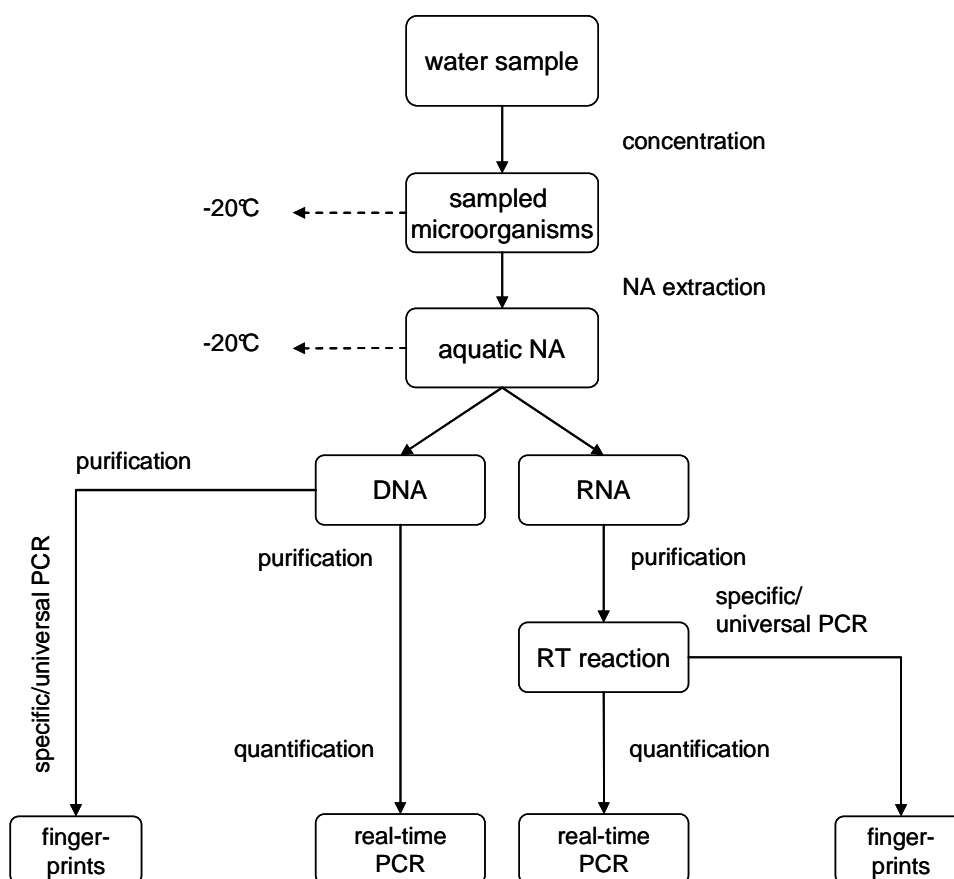 water sample
concentration
-20℃
sampled
microorganisms
NA extraction
-20℃
aquatic NA
purification
DNA
RNA
specific/universal PCR
purification
purification
specific/
universal PCR
RT reaction
quantification
quantification
finger-
prints
real-time
PCR
real-time
PCR
finger-
prints